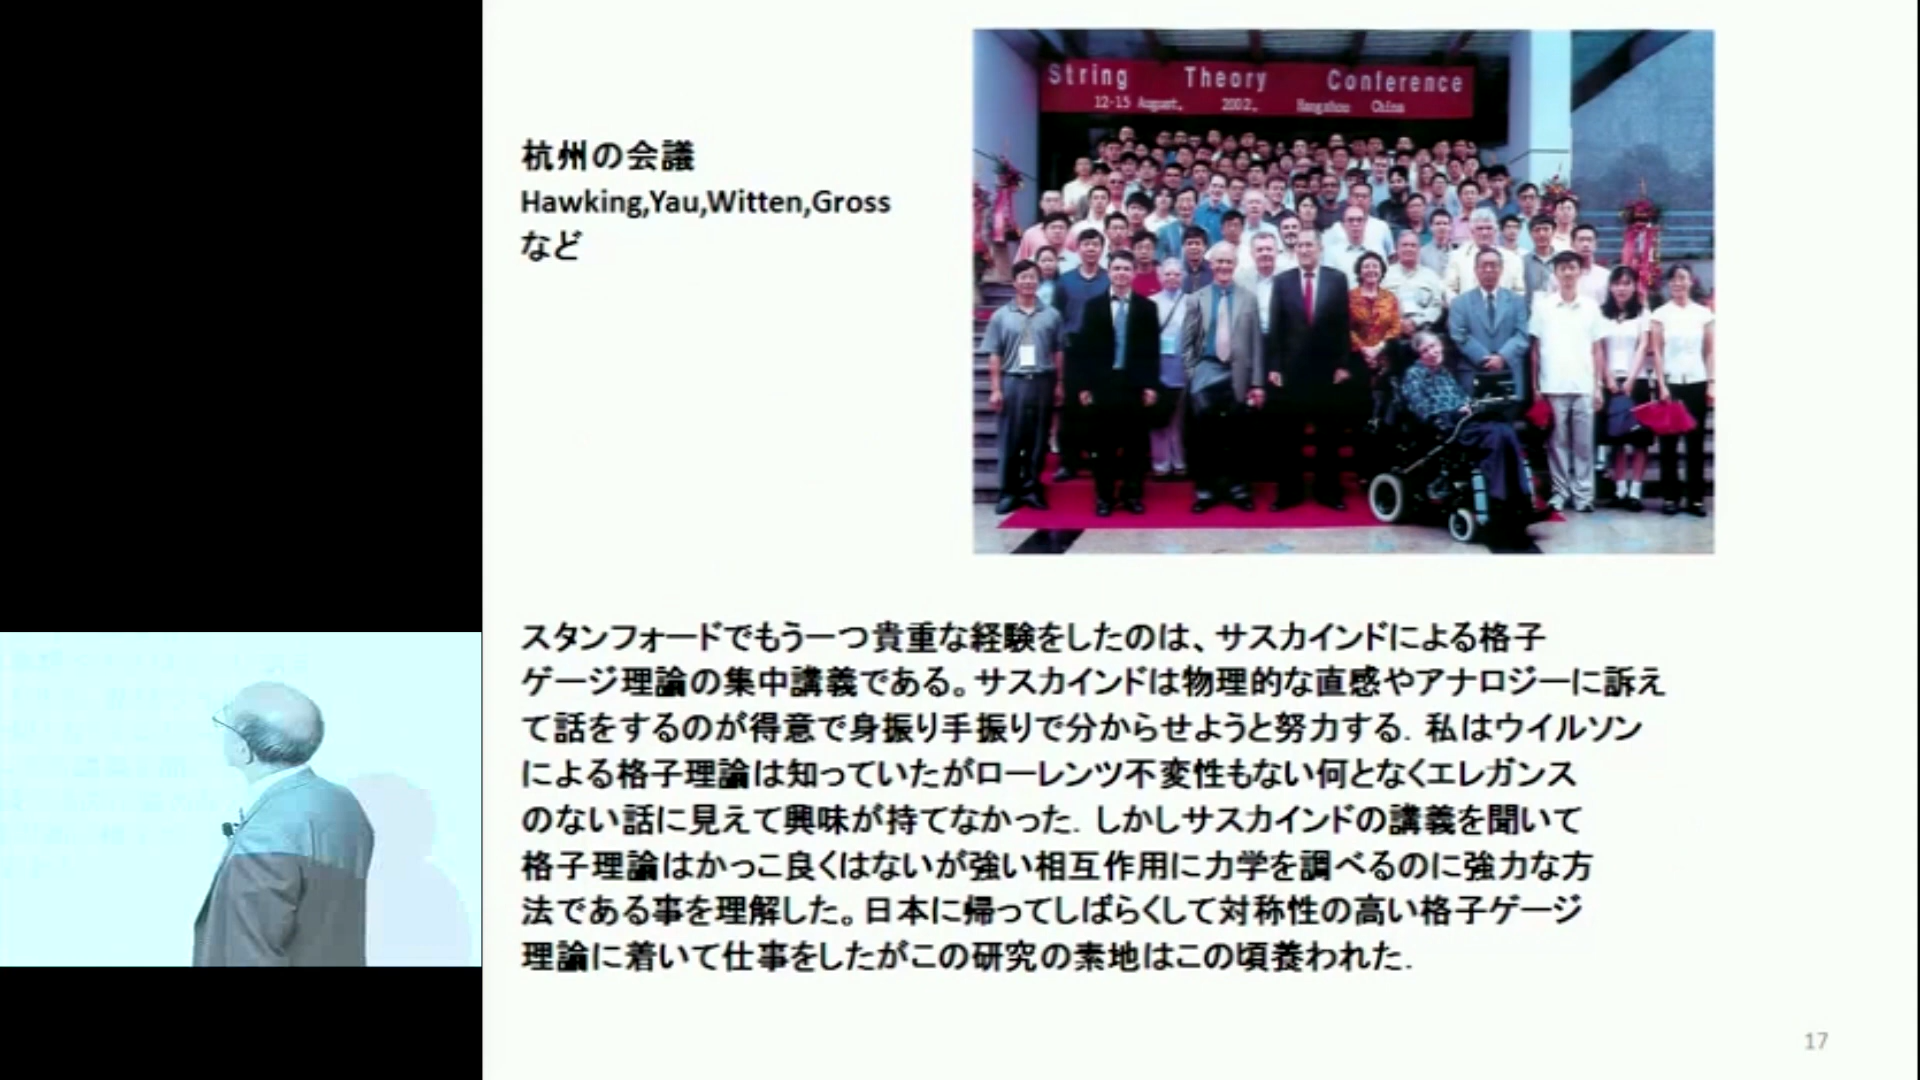 String Theory Conference
12-15 August, 2002, Hangzhou China
杭州の会議
Hawking,Yau,Witten,Gross
など
スタンフォードでもう一つ貴重な経験をしたのは、サスカインドによる格子
ゲージ理論の集中講義である。サスカインドは物理的な直感やアナロジーに訴え
て話をするのが得意で身振り手振りで分からせようと努力する．私はウイルソン
による格子理論は知っていたがローレンツ不変性もない何となくエレガンス
のない話に見えて興味が持てなかった．しかしサスカインドの講義を聞いて
格子理論はかっこ良くはないが強い相互作用に力学を調べるのに強力な方
法である事を理解した。日本に帰ってしばらくして対称性の高い格子ゲージ
理論に着いて仕事をしたがこの研究の素地はこの頃養われた．
17